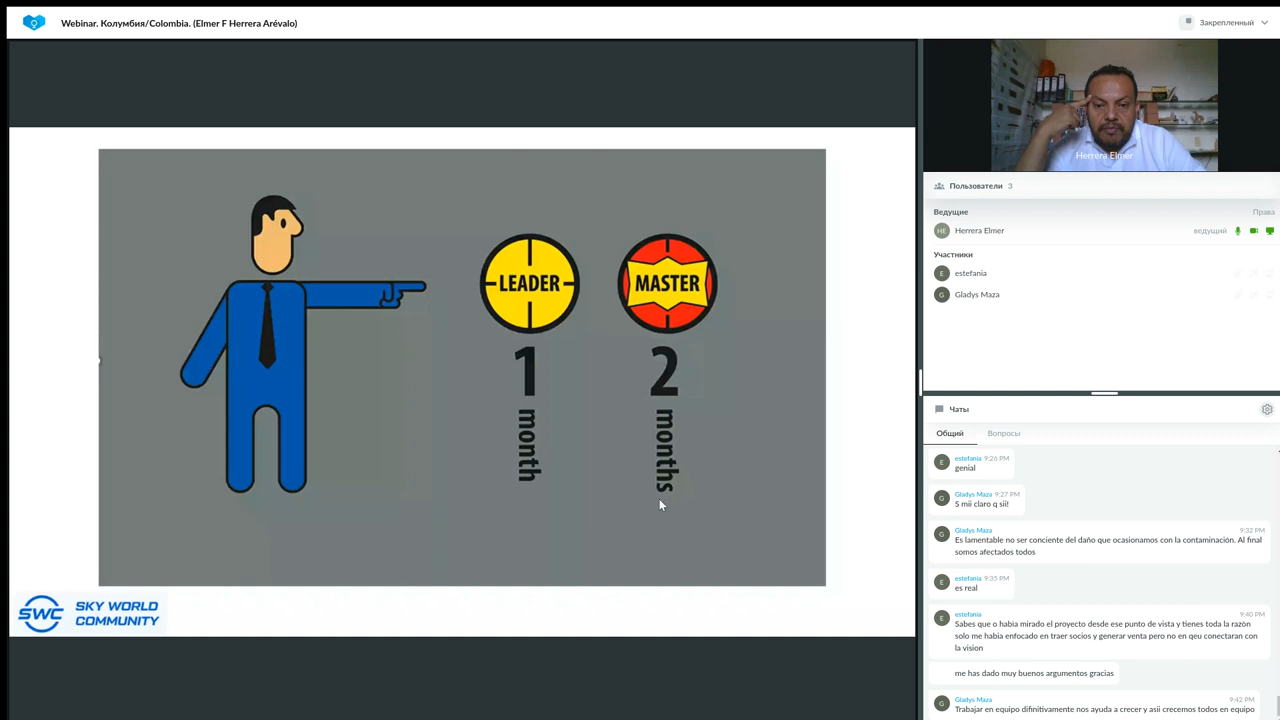 Webinar. Колумбия/Colombia. (Elmer F Herrera Arévalo)
Закрепленный
LEADER
MASTER
1
2
month
months
SWC
SKY WORLD
COMMUNITY
Herrera Elmer
Пользователи 3
Ведущие
Права
HE
Herrera Elmer
ведущий
Участники
E
estefania
G
Gladys Maza
Чаты
Общий
Вопросы
E
estefania 9:26 PM
genial
G
Gladys Maza 9:27 PM
S mii claro q sii!
G
Gladys Maza 9:32 PM
Es lamentable no ser conciente del daño que ocasionamos con la contaminación. Al final
somos afectados todos
E
estefania 9:35 PM
es real
E
estefania 9:40 PM
Sabes que o habia mirado el proyecto desde ese punto de vista y tienes toda la razòn
solo me habia enfocado en traer socios y generar venta pero no en qeu conectaran con
la vision
me has dado muy buenos argumentos gracias
G
Gladys Maza 9:42 PM
Trabajar en equipo difinitivamente nos ayuda a crecer y asii crecemos todos en equipo